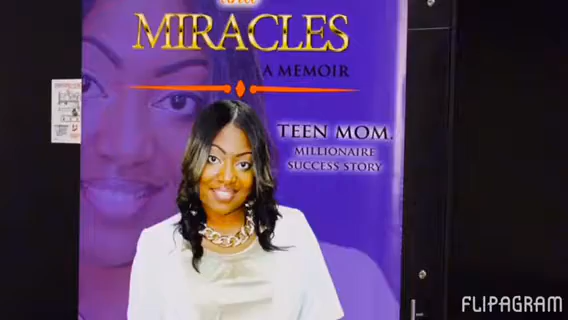 MIRACLES
A MEMOIR
TEEN MOM.
MILLIONAIRE
SUCCESS STORY
FLIPAGRAM